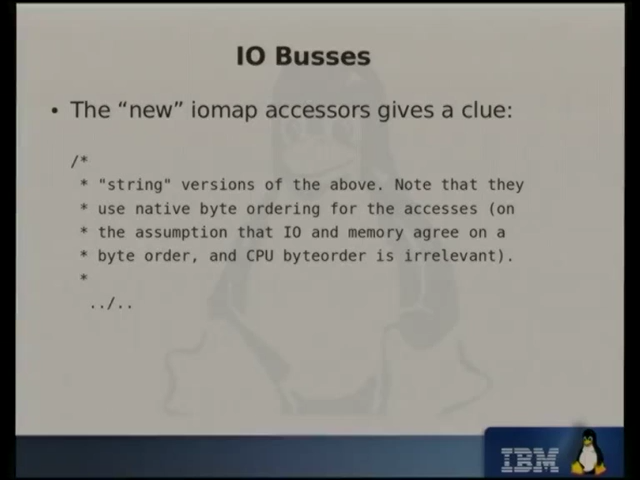 IO Busses
• The “new” iomap accessors gives a clue:
/*
* "string" versions of the above. Note that they
* use native byte ordering for the accesses (on
* the assumption that IO and memory agree on a
* byte order, and CPU byteorder is irrelevant).
*
../..
IBM